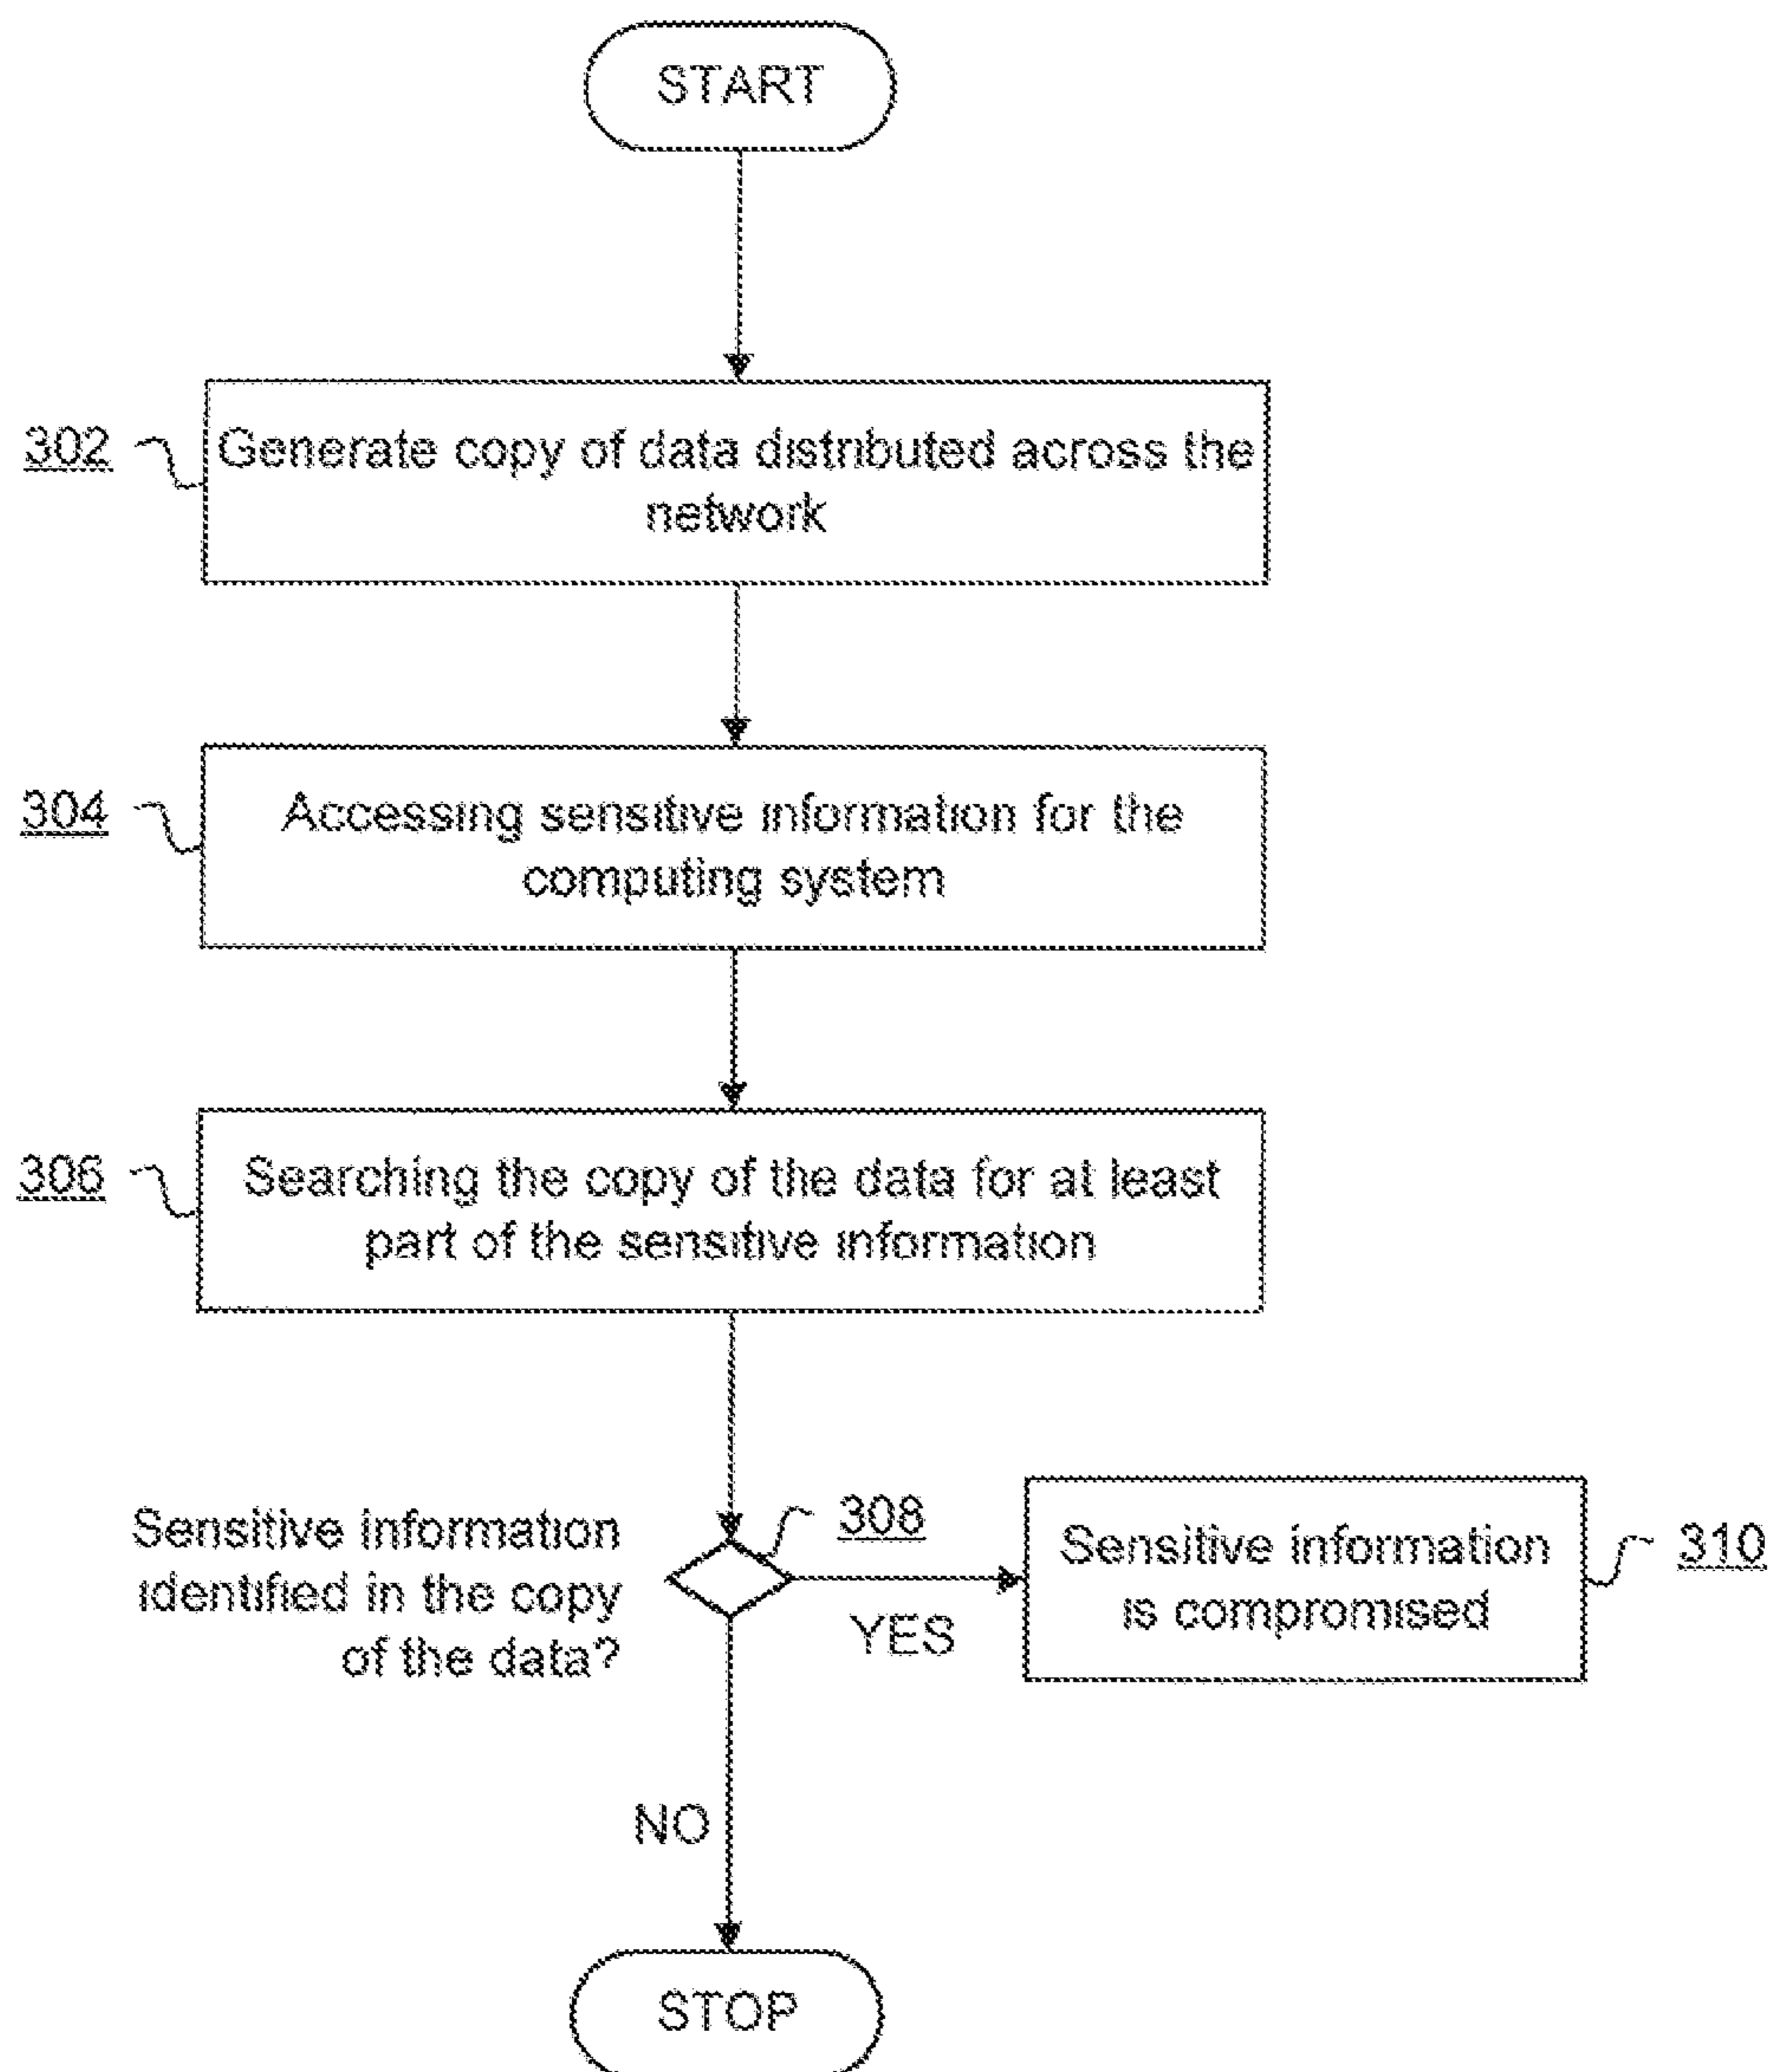 START
302
Generate copy of data distributed across the
network
304
Accessing sensitive information for the
computing system
306
Searching the copy of the data for at least
part of the sensitive information
Sensitive information
identified in the copy
of the data?
308
YES
Sensitive information
is compromised
310
NO
STOP